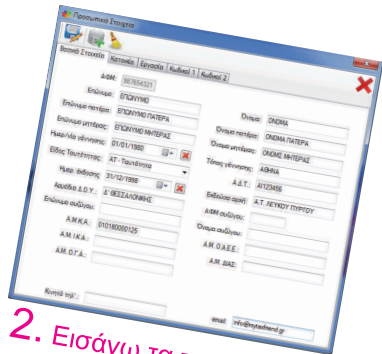 Προσωπικά Στοιχεία
Βασικά Στοιχεία Κατοικία Εργασία Κωδικοί 1 Κωδικοί 2
Α.Φ.Μ.: 987654321
Επώνυμο: ΕΠΩΝΥΜΟ Όνομα: ΟΝΟΜΑ
Επώνυμο πατέρα: ΕΠΩΝΥΜΟ ΠΑΤΕΡΑ Όνομα πατέρα: ΟΝΟΜΑ ΠΑΤΕΡΑ
Επώνυμο μητέρας: ΕΠΩΝΥΜΟ ΜΗΤΕΡΑΣ Όνομα μητέρας: ΟΝΟΜΣ ΜΗΤΕΡΑΣ
Ημερ/νία γέννησης: 01/01/1980 Τόπος γέννησης: ΑΘΗΝΑ
Είδος Ταυτότητας: ΑΤ - Ταυτότητα Α.Δ.Τ.: ΑΙ123456
Ημερ. έκδοσης: 31/12/1998 Εκδούσα αρχή: Α.Τ. ΛΕΥΚΟΥ ΠΥΡΓΟΥ
Αρμόδια Δ.Ο.Υ.: Δ' ΘΕΣΣΑΛΟΝΙΚΗΣ ΑΦΜ συζύγου:
Επώνυμο συζύγου: Όνομα συζύγου:
Α.Μ.Κ.Α.: 010180000125 Α.Μ. Ο.Α.Ε.Ε.:
Α.Μ. Ι.Κ.Α.: Α.Μ. ΔΙΑΣ:
Α.Μ. Ο.Γ.Α.:
Κινητό τηλ.: email: info@mytaxfriend.gr
2. Εισάγω τα